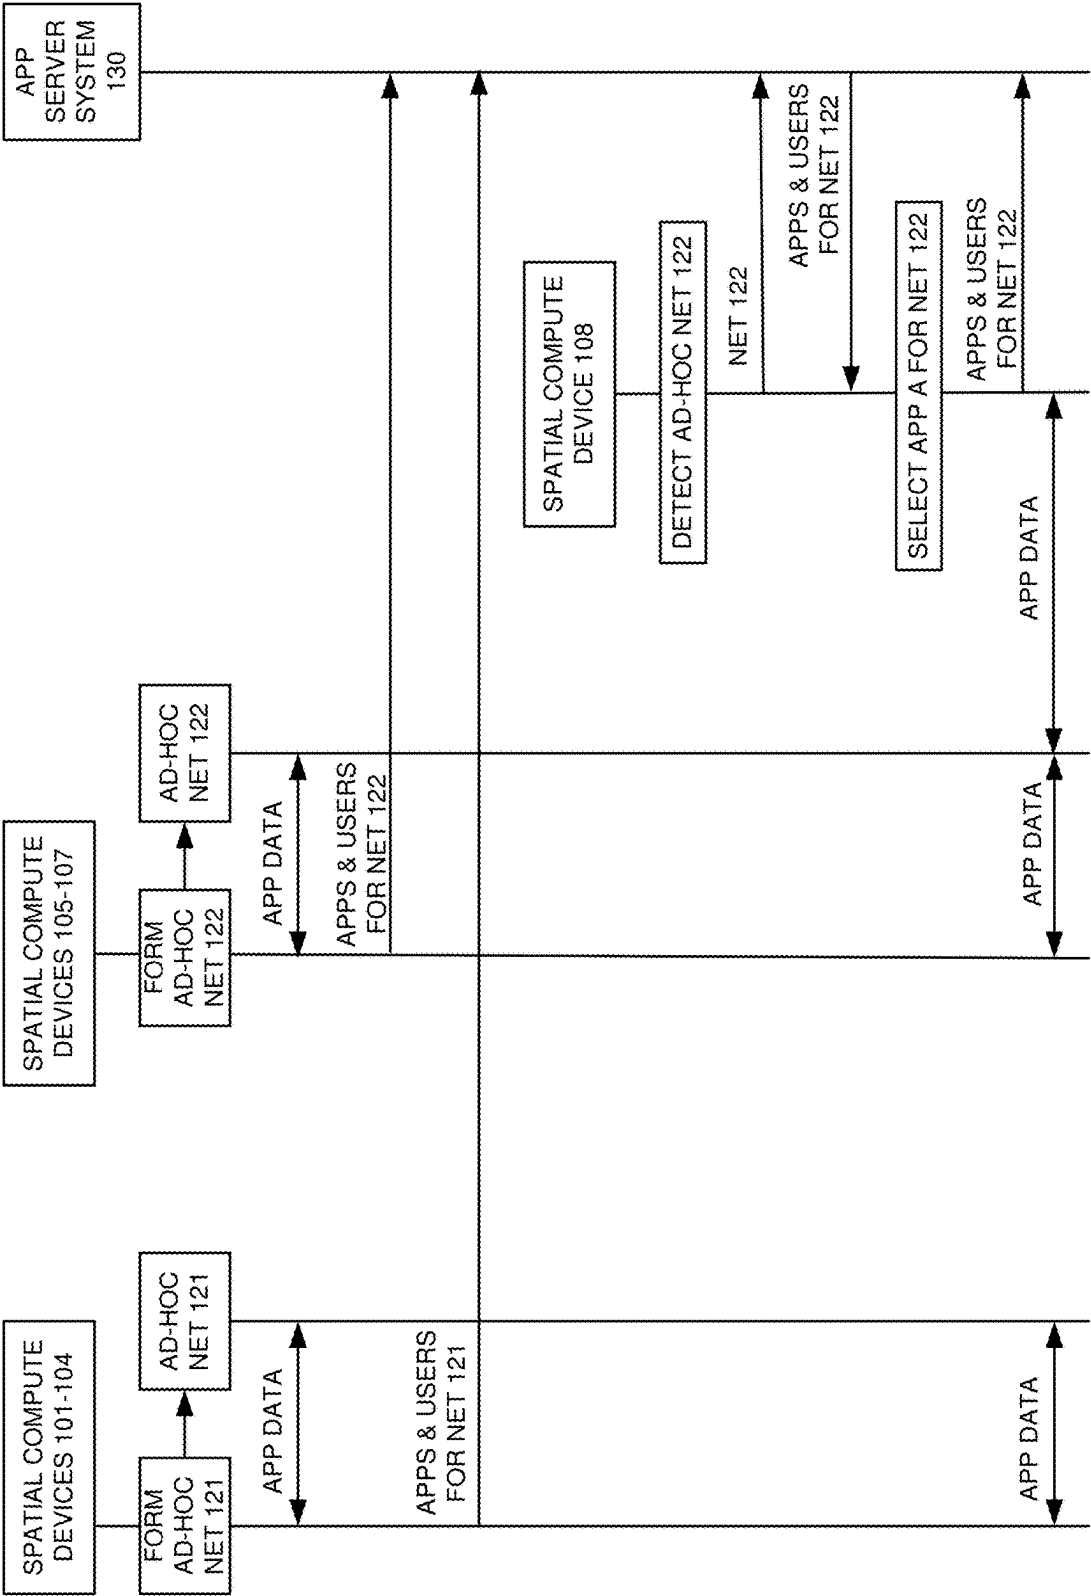 SPATIAL COMPUTE
DEVICES 101-104
SPATIAL COMPUTE
DEVICES 105-107
APP
SERVER
SYSTEM
130
FORM
AD-HOC
NET 121
AD-HOC
NET 121
FORM
AD-HOC
NET 122
AD-HOC
NET 122
APP DATA
APP DATA
APPS & USERS
FOR NET 122
APPS & USERS
FOR NET 121
SPATIAL COMPUTE
DEVICE 108
DETECT AD-HOC NET 122
NET 122
APPS & USERS
FOR NET 122
SELECT APP A FOR NET 122
APPS & USERS
FOR NET 122
APP DATA
APP DATA
APP DATA